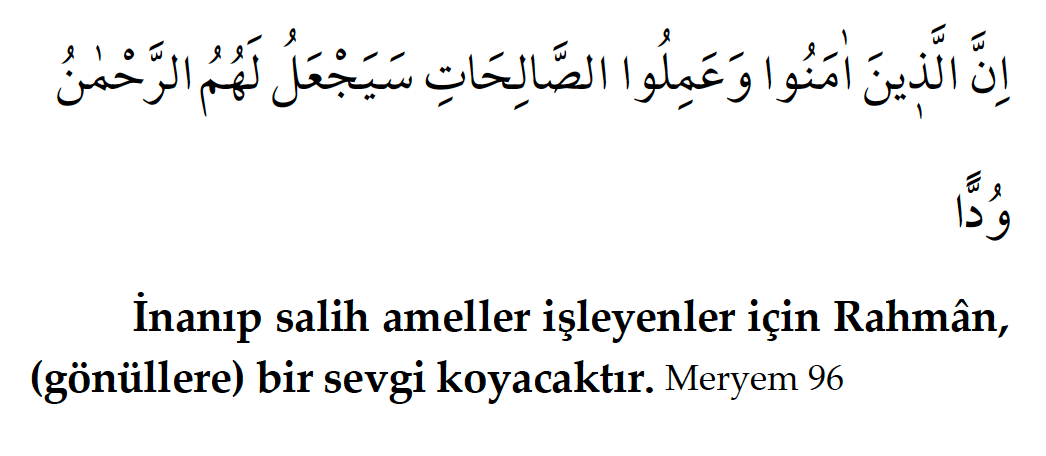 اِنَّ الَّذٖينَ اٰمَنُوا وَعَمِلُوا الصَّالِحَاتِ سَيَجْعَلُ لَهُمُ الرَّحْمٰنُ
وُدًّا
İnanıp salih ameller işleyenler için Rahmân,
(gönüllere) bir sevgi koyacaktır. Meryem 96